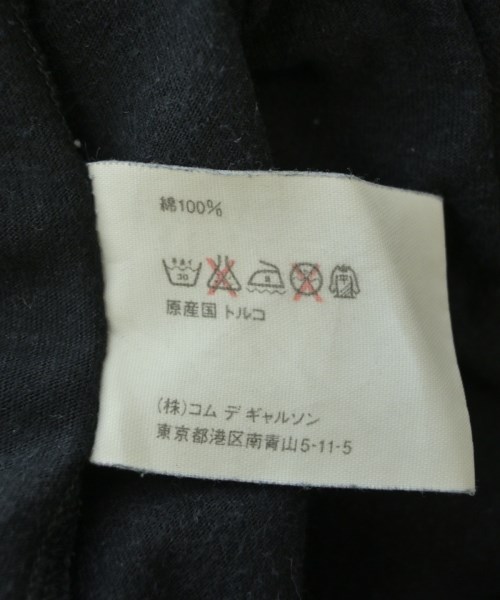 綿100%
30
原産国 トルコ
(株)コム デ ギャルソン
東京都港区南青山5-11-5